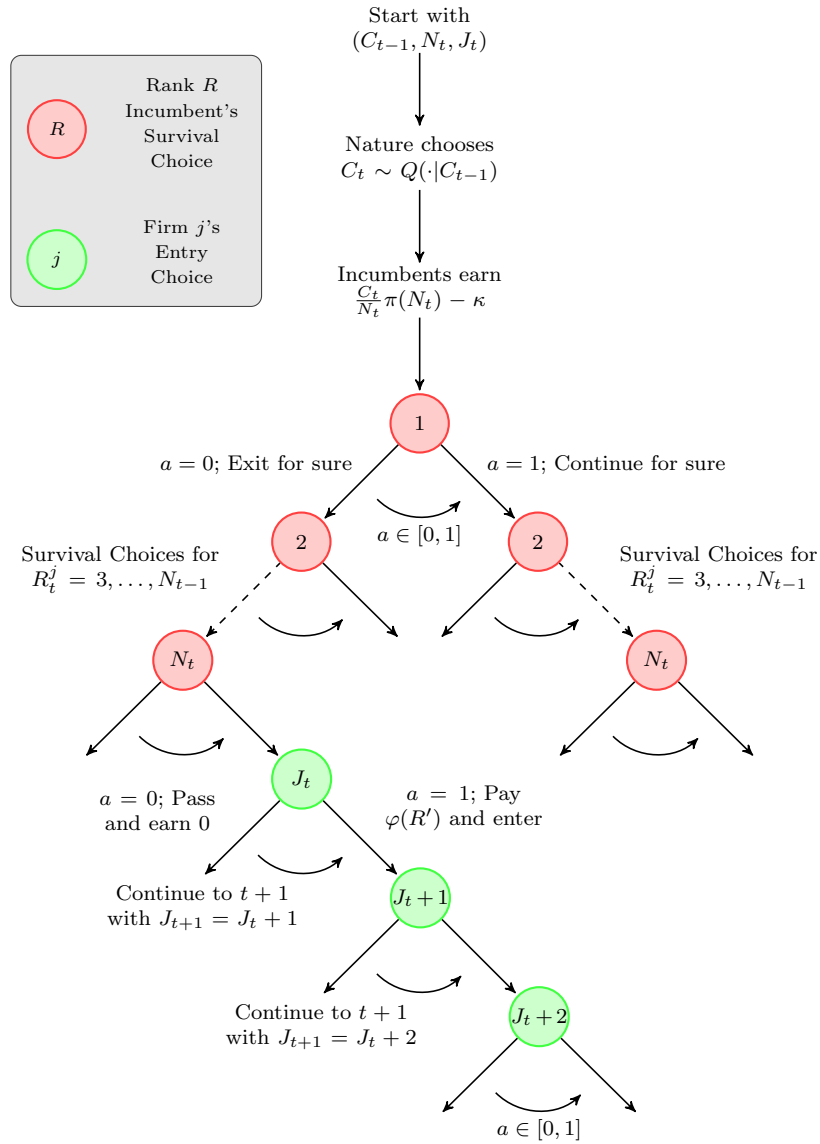 Start with
(C_{t−1}, N_t, J_t)
Rank R
Incumbent's
Survival
Choice
R
Firm j's
Entry
Choice
j
Nature chooses
C_t ∼ Q(·|C_{t−1})
Incumbents earn
\frac{C_t}{N_t}π(N_t) − κ
1
a = 0; Exit for sure
a = 1; Continue for sure
a ∈ [0, 1]
2
2
Survival Choices for
R_t^j = 3, . . . , N_{t−1}
Survival Choices for
R_t^j = 3, . . . , N_{t−1}
N_t
N_t
J_t
a = 0; Pass
and earn 0
a = 1; Pay
φ(R′) and enter
Continue to t + 1
with J_{t+1} = J_t + 1
J_t + 1
Continue to t + 1
with J_{t+1} = J_t + 2
J_t + 2
a ∈ [0, 1]